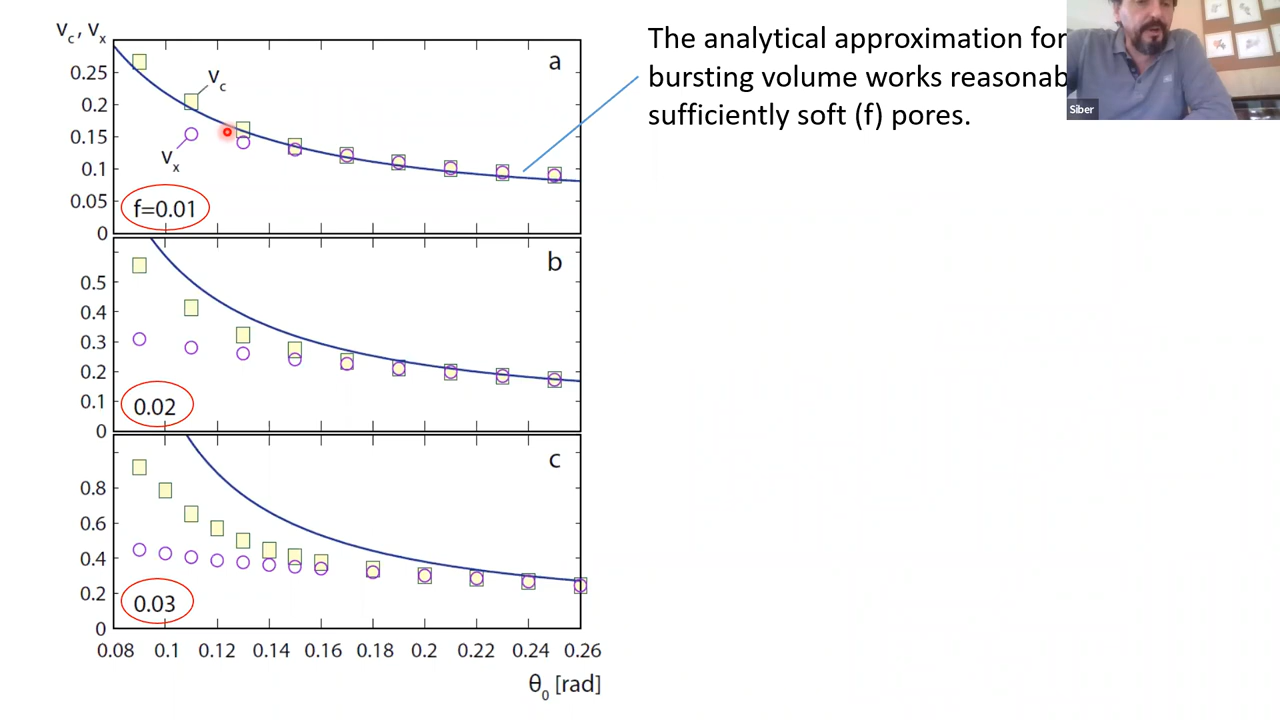 The analytical approximation for
bursting volume works
sufficiently soft (f) pores.
Siber
Vc, Vx
a
Vc
Vx
0.25
0.2
0.15
0.1
0.05
0
f=0.01
b
0.5
0.4
0.3
0.2
0.1
0
0.02
c
0.8
0.6
0.4
0.2
0
0.03
0.08 0.1 0.12 0.14 0.16 0.18 0.2 0.22 0.24 0.26
θ0 [rad]